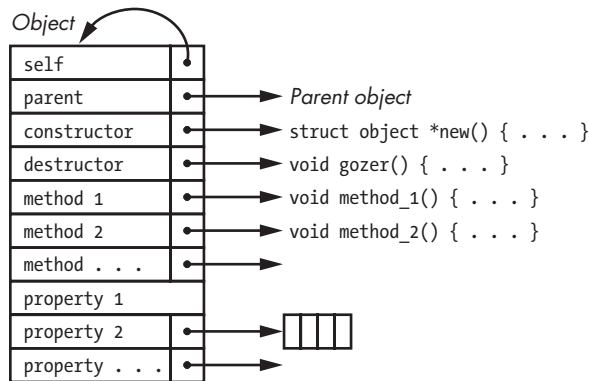 Object
self
parent
Parent object
constructor
struct object *new() { . . . }
destructor
void gozer() { . . . }
method 1
void method_1() { . . . }
method 2
void method_2() { . . . }
method . . .
property 1
property 2
property . . .